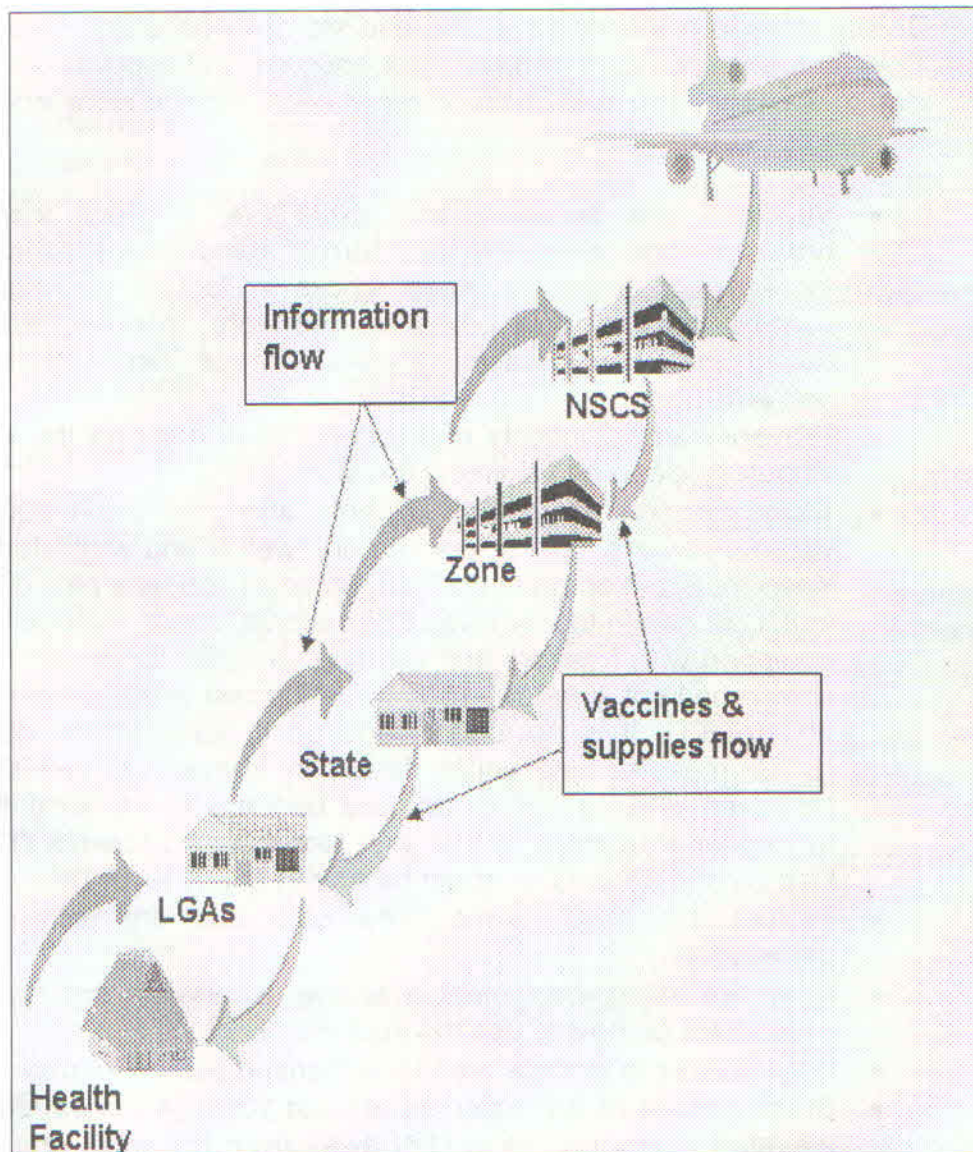 Information
flow
NSCS
Zone
Vaccines &
supplies flow
State
LGAs
Health
Facility